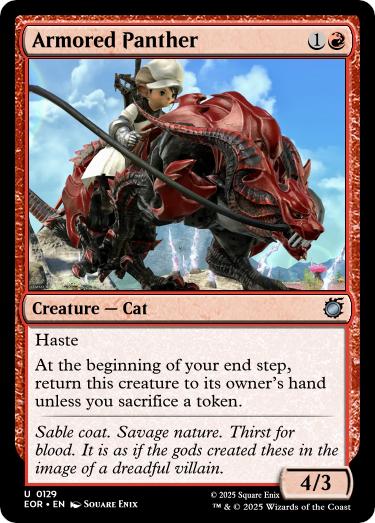 Armored Panther 1
Creature — Cat
Haste
At the beginning of your end step,
return this creature to its owner's hand
unless you sacrifice a token.
Sable coat. Savage nature. Thirst for
blood. It is as if the gods created these in the
image of a dreadful villain.
4/3
U 0129
EOR • EN SQUARE ENIX
© 2025 Square Enix
™ & © 2025 Wizards of the Coast